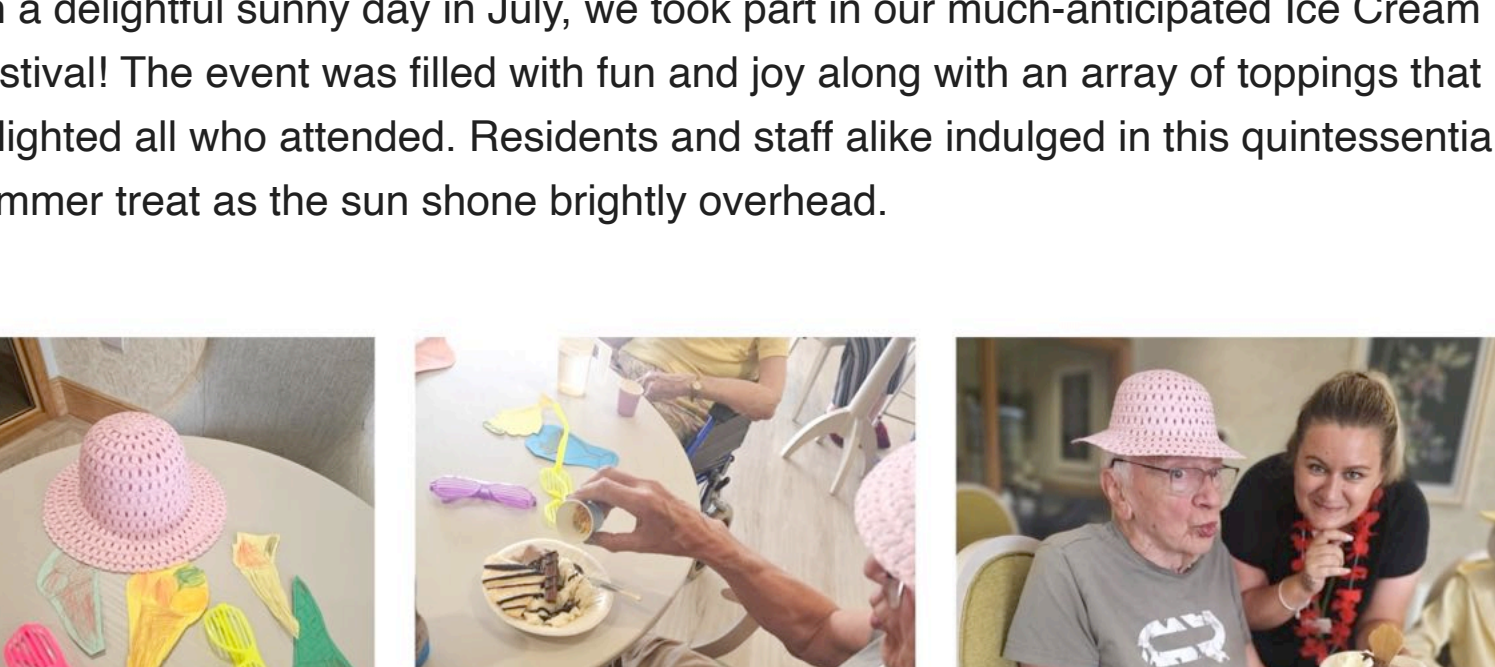 a delightful sunny day in July, we took part in our much-anticipated Ice Cream
stival! The event was filled with fun and joy along with an array of toppings that
lighted all who attended. Residents and staff alike indulged in this quintessentia
mmer treat as the sun shone brightly overhead.